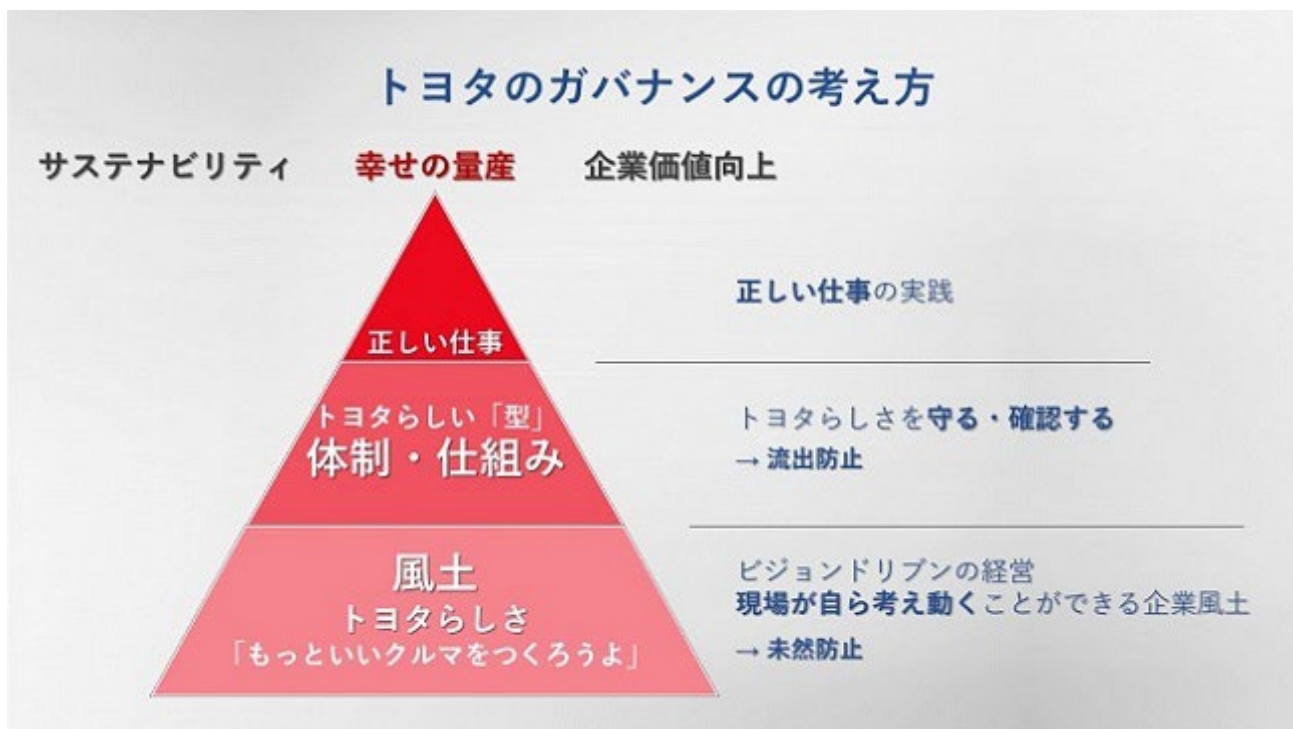 トヨタのガバナンスの考え方
サステナビリティ 幸せの量産 企業価値向上
正しい仕事
正しい仕事の実践
トヨタらしい「型」
体制・仕組み
トヨタらしさを守る・確認する
→ 流出防止
風土
トヨタらしさ
「もっといいクルマをつくろうよ」
ビジョンドリブンの経営
現場が自ら考え動くことができる企業風土
→ 未然防止